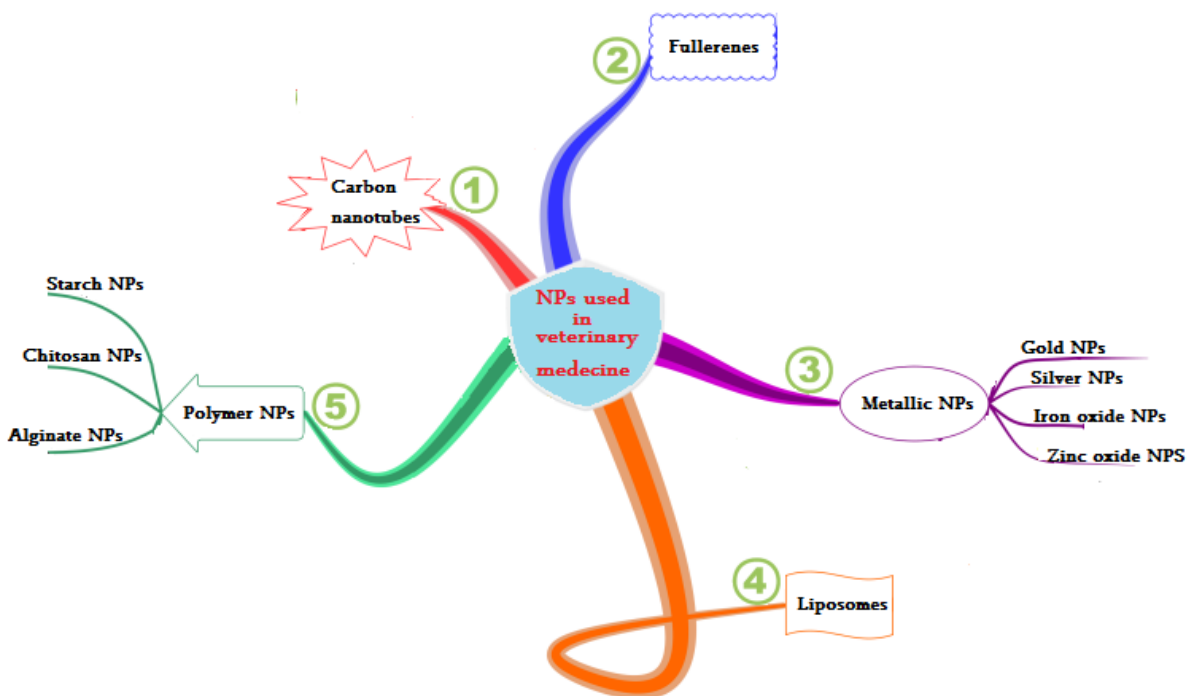 NPs used
in
veterinary
medecine
1
Carbon
nanotubes
2
Fullerenes
3
Metallic NPs
Gold NPs
Silver NPs
Iron oxide NPs
Zinc oxide NPS
4
Liposomes
5
Polymer NPs
Starch NPs
Chitosan NPs
Alginate NPs